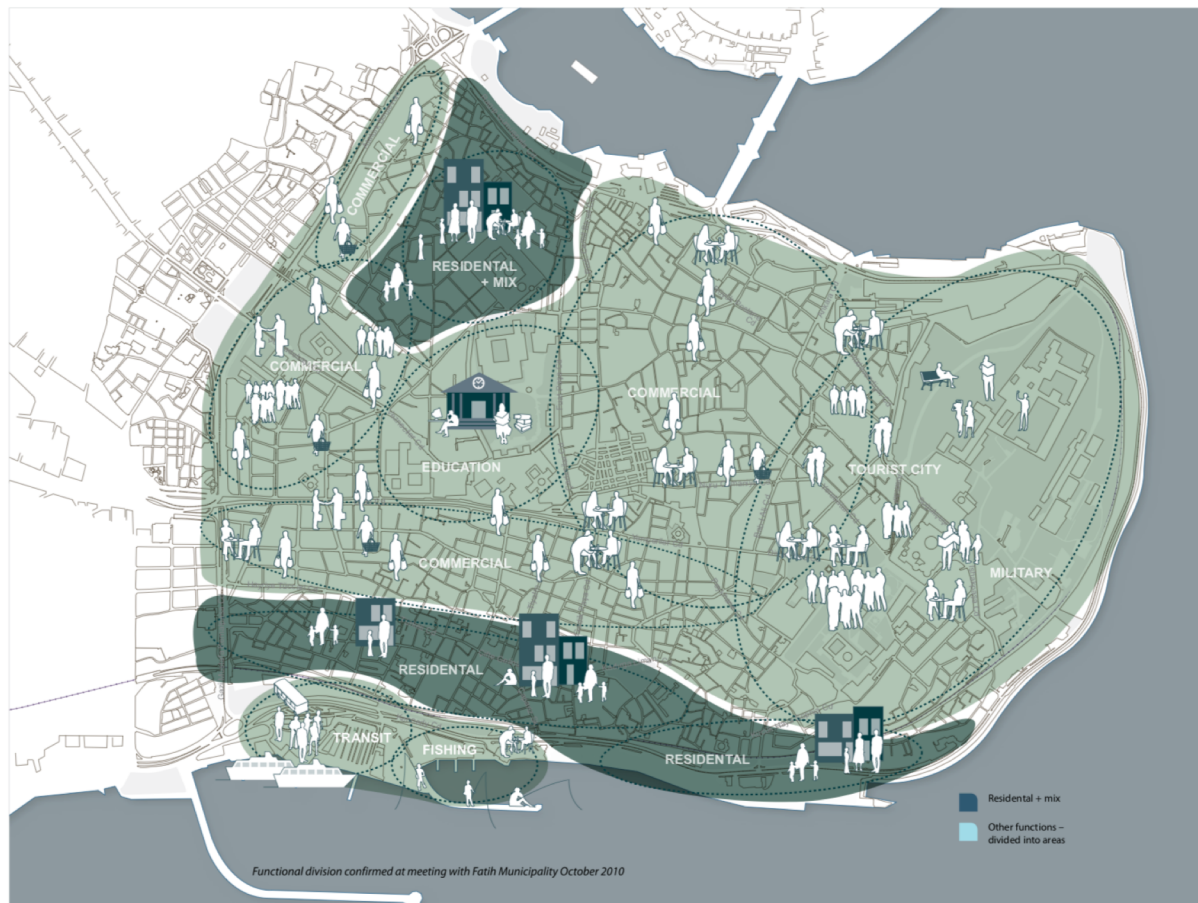 COMMERCIAL
RESIDENTAL
+ MIX
COMMERCIAL
COMMERCIAL
EDUCATION
TOURIST CITY
COMMERCIAL
MILITARY
RESIDENTAL
TRANSIT
FISHING
RESIDENTAL
Residental + mix
Other functions –
divided into areas
Functional division confirmed at meeting with Fatih Municipality October 2010